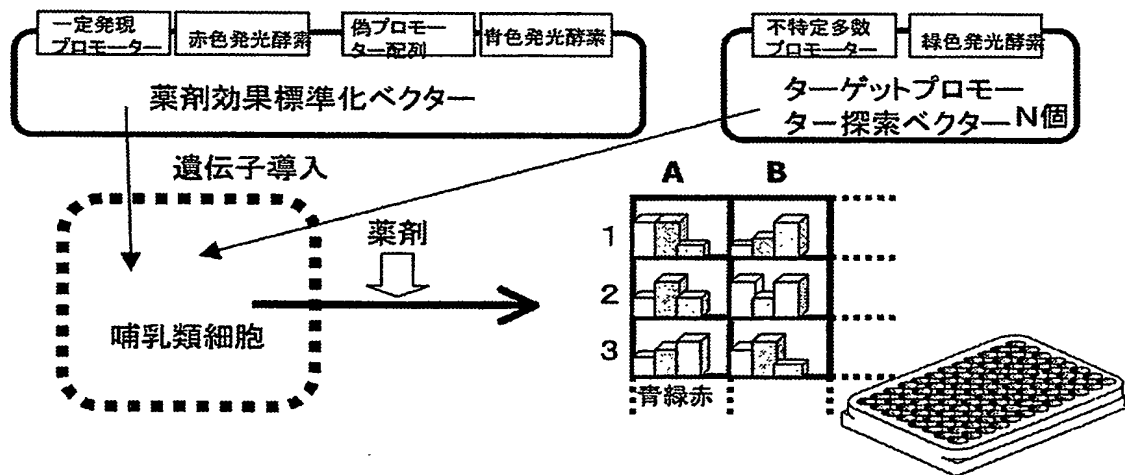 一定発現
プロモーター
赤色発光酵素
偽プロモー
ター配列
青色発光酵素
薬剤効果標準化ベクター
不特定多数
プロモーター
緑色発光酵素
ターゲットプロモー
ター探索ベクター N個
遺伝子導入
薬剤
哺乳類細胞
A B
1
2
3
青緑赤